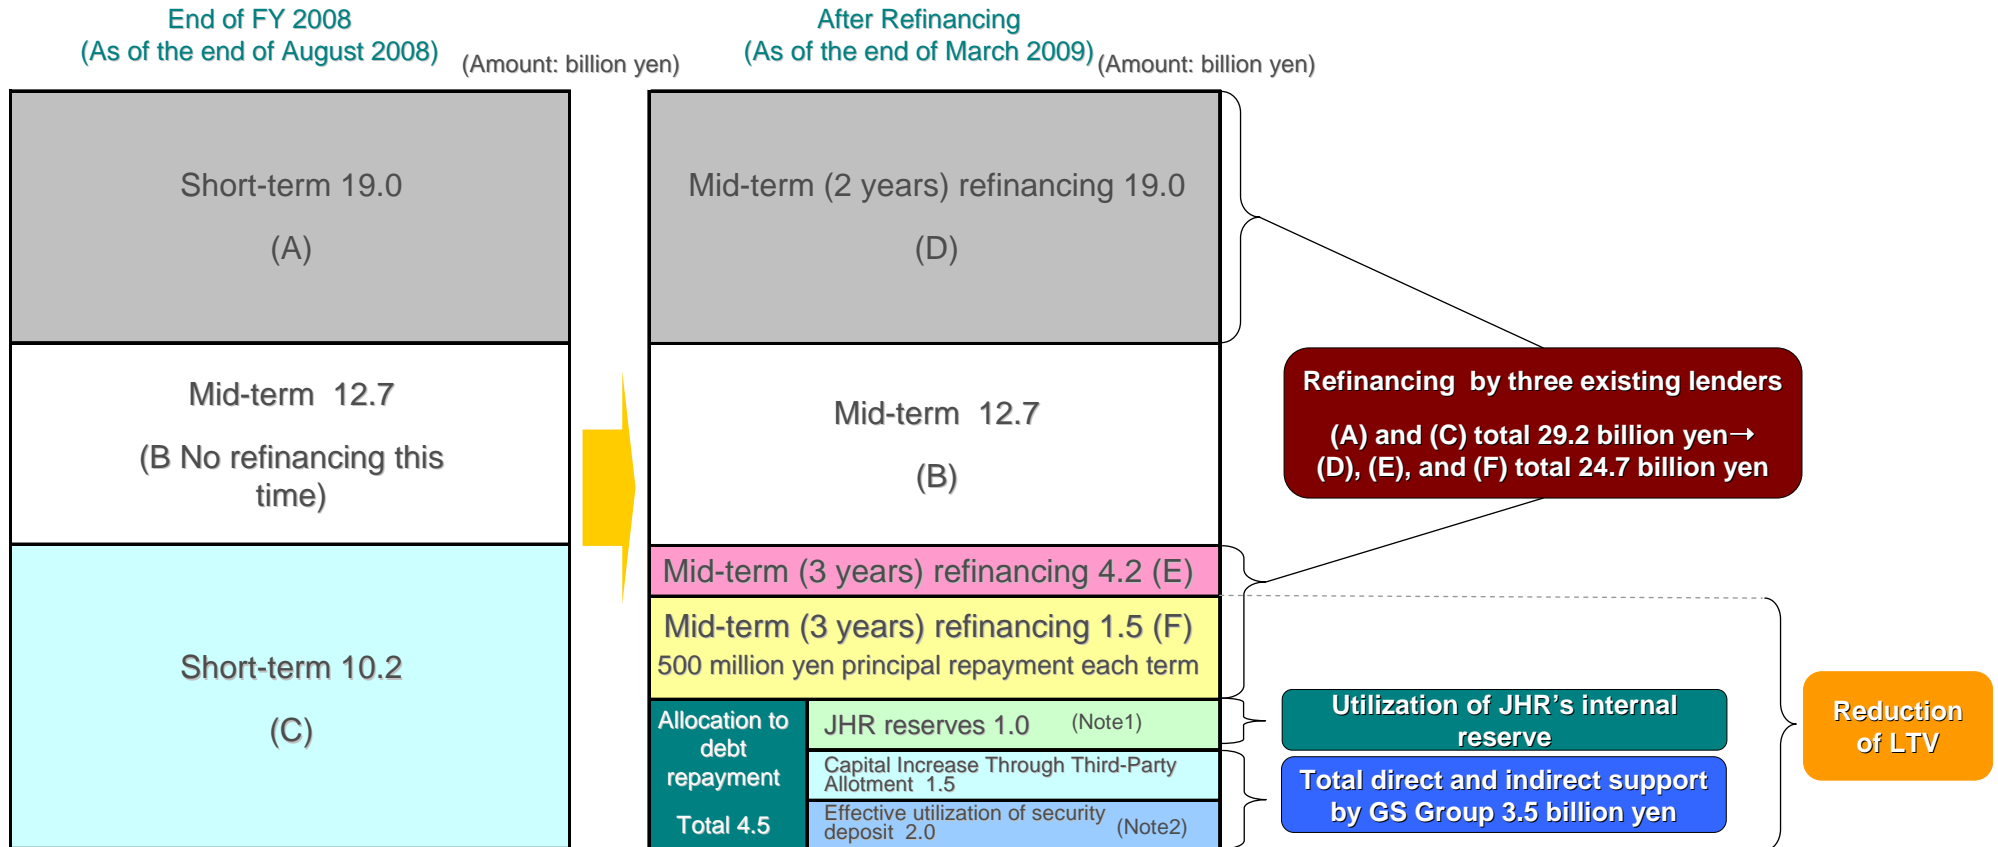 End of FY 2008
(As of the end of August 2008)
(Amount: billion yen)
After Refinancing
(As of the end of March 2009)
(Amount: billion yen)
Short-term 19.0
(A)
Mid-term 12.7
(B No refinancing this
time)
Short-term 10.2
(C)
Mid-term (2 years) refinancing 19.0
(D)
Mid-term 12.7
(B)
Mid-term (3 years) refinancing 4.2 (E)
Mid-term (3 years) refinancing 1.5 (F)
500 million yen principal repayment each term
Allocation to
debt
repayment
Total 4.5
JHR reserves 1.0 (Note1)
Capital Increase Through Third-Party
Allotment 1.5
Effective utilization of security
deposit 2.0 (Note2)
Refinancing by three existing lenders
(A) and (C) total 29.2 billion yen→
(D), (E), and (F) total 24.7 billion yen
Utilization of JHR’s internal
reserve
Total direct and indirect support
by GS Group 3.5 billion yen
Reduction
of LTV